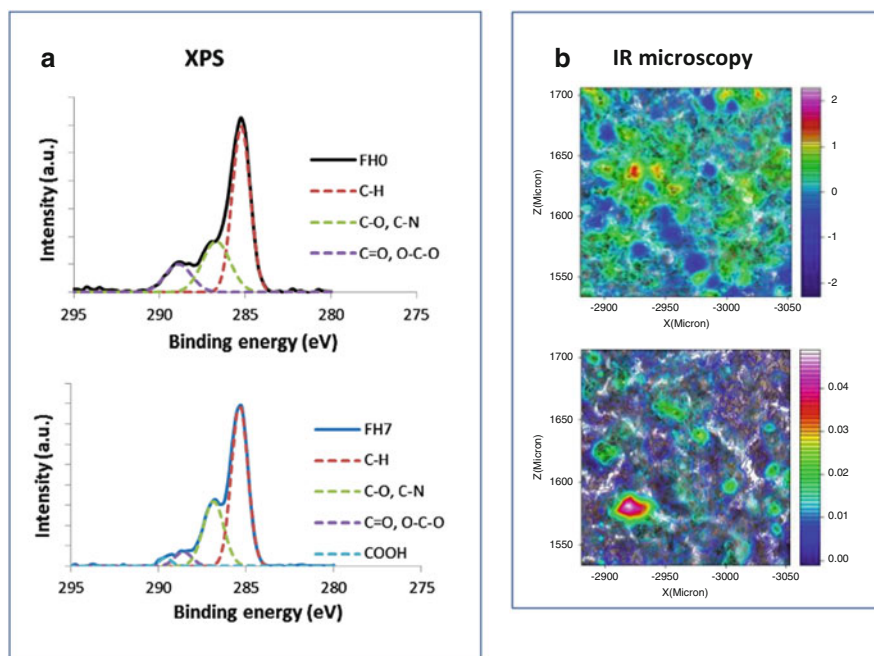 a
XPS
Intensity (a.u.)
FH0
C-H
C-O, C-N
C=O, O-C-O
295 290 285 280 275
Binding energy (eV)
Intensity (a.u.)
FH7
C-H
C-O, C-N
C=O, O-C-O
COOH
295 290 285 280 275
Binding energy (eV)
b
IR microscopy
Z(Micron)
1700
1650
1600
1550
-2900 -2950 -3000 -3050
X(Micron)
2
1
0
-1
-2
Z(Micron)
1700
1650
1600
1550
-2900 -2950 -3000 -3050
X(Micron)
0.04
0.03
0.02
0.01
0.00